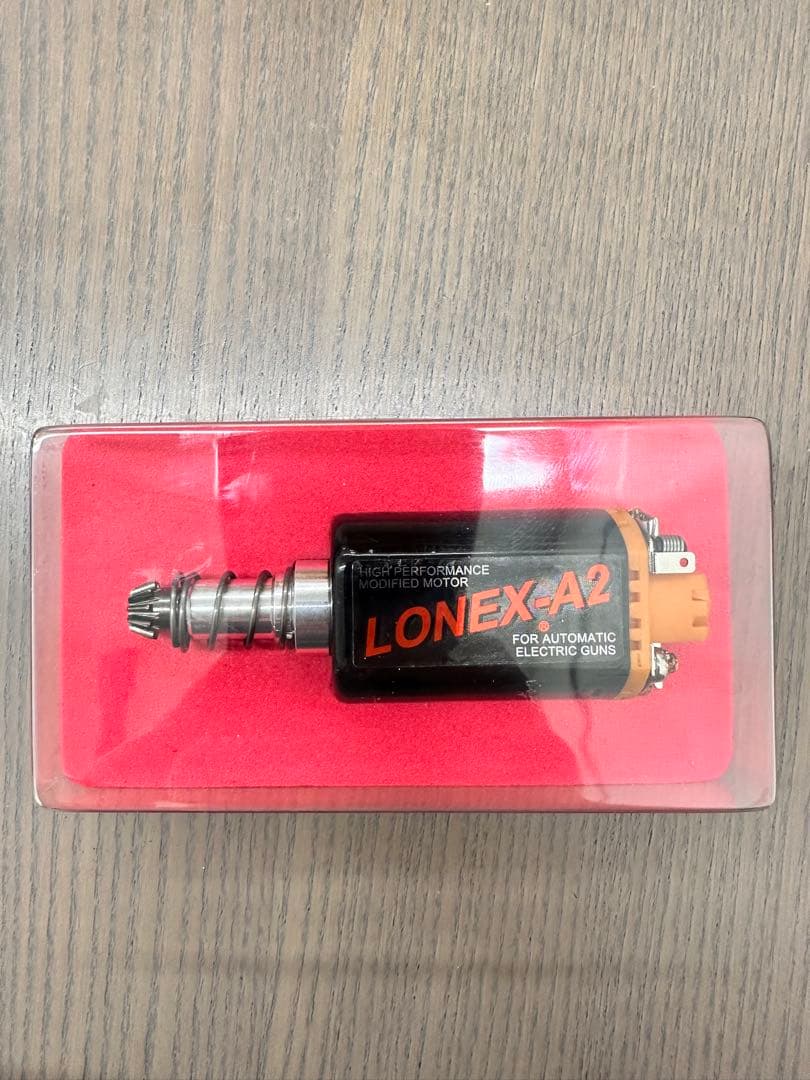 HIGH PERFORMANCE
MODIFIED MOTOR
LONEX-A2
®
FOR AUTOMATIC
ELECTRIC GUNS